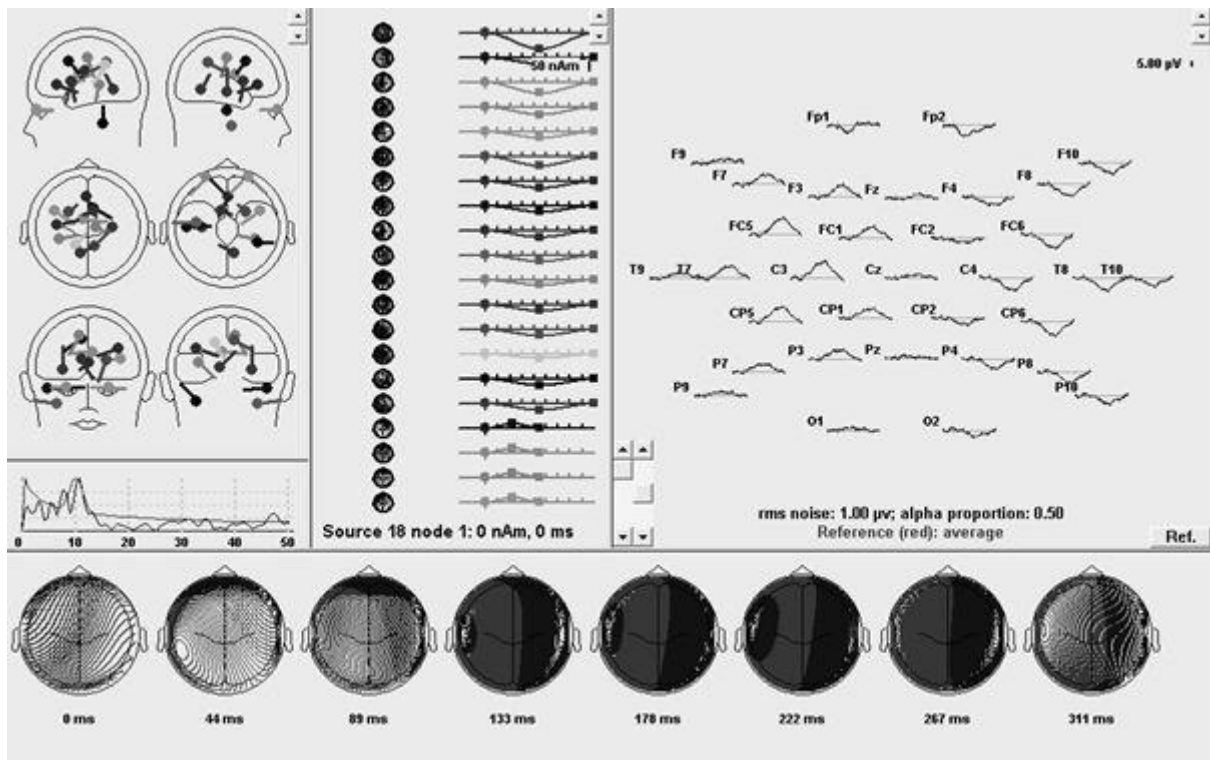 50 nAm
Source 18 node 1: 0 nAm, 0 ms
0 10 20 30 40 50
5.00 µV
Fp1 Fp2
F9 F10
F7 F8
F3 Fz F4
FC5 FC1 FC2 FC6
T9 T7 C3 Cz C4 T8 T10
CP5 CP1 CP2 CP6
P7 P3 Pz P4 P8
P9 P10
O1 O2
rms noise: 1.00 µv; alpha proportion: 0.50
Reference (red): average
Ref.
0 ms 44 ms 89 ms 133 ms 178 ms 222 ms 267 ms 311 ms